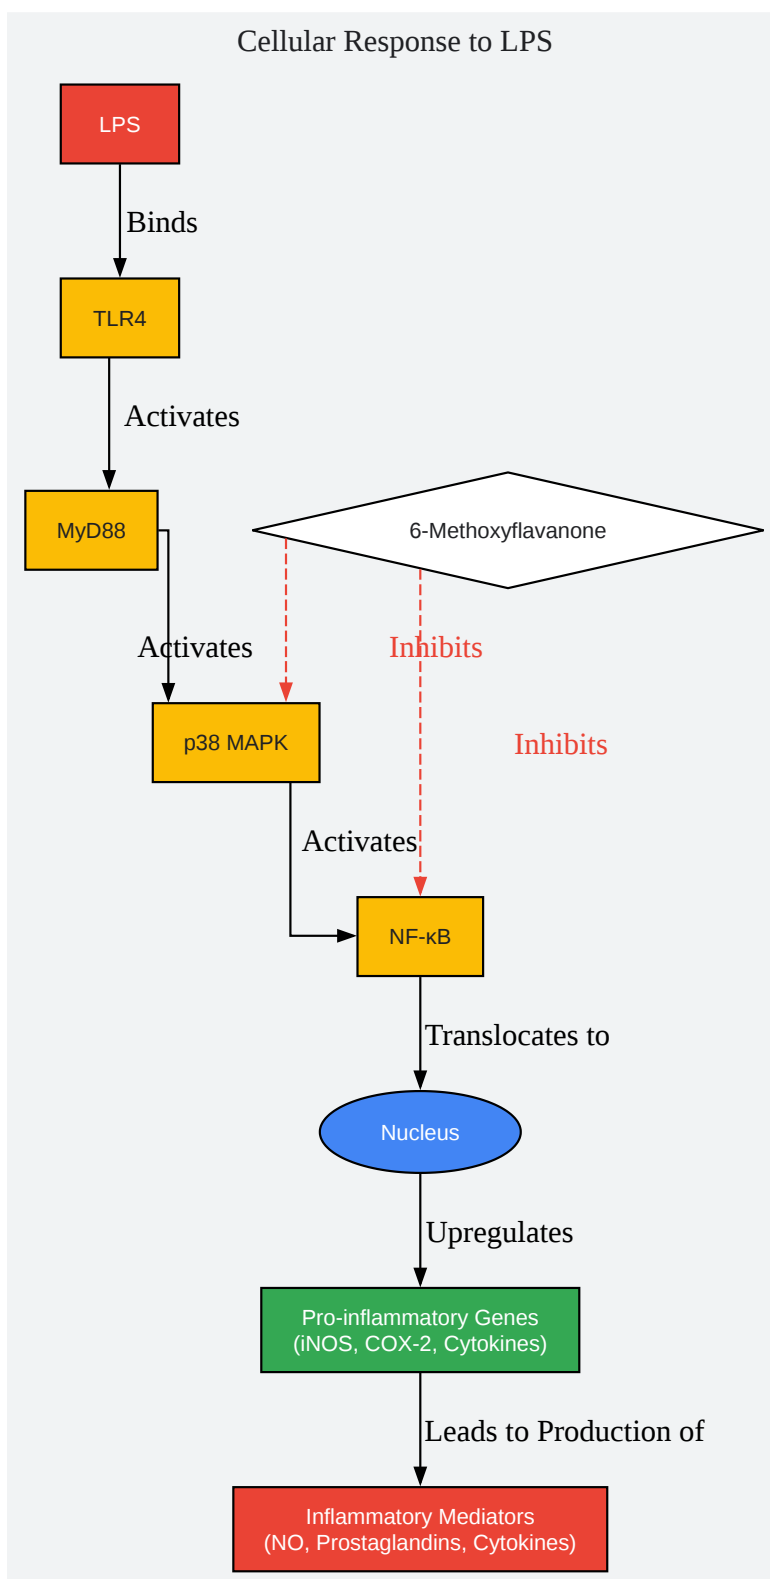 Cellular Response to LPS
LPS
Binds
TLR4
Activates
MyD88
6-Methoxyflavanone
Activates
Inhibits
p38 MAPK
Inhibits
Activates
NF-κB
Translocates to
Nucleus
Upregulates
Pro-inflammatory Genes
(iNOS, COX-2, Cytokines)
Leads to Production of
Inflammatory Mediators
(NO, Prostaglandins, Cytokines)